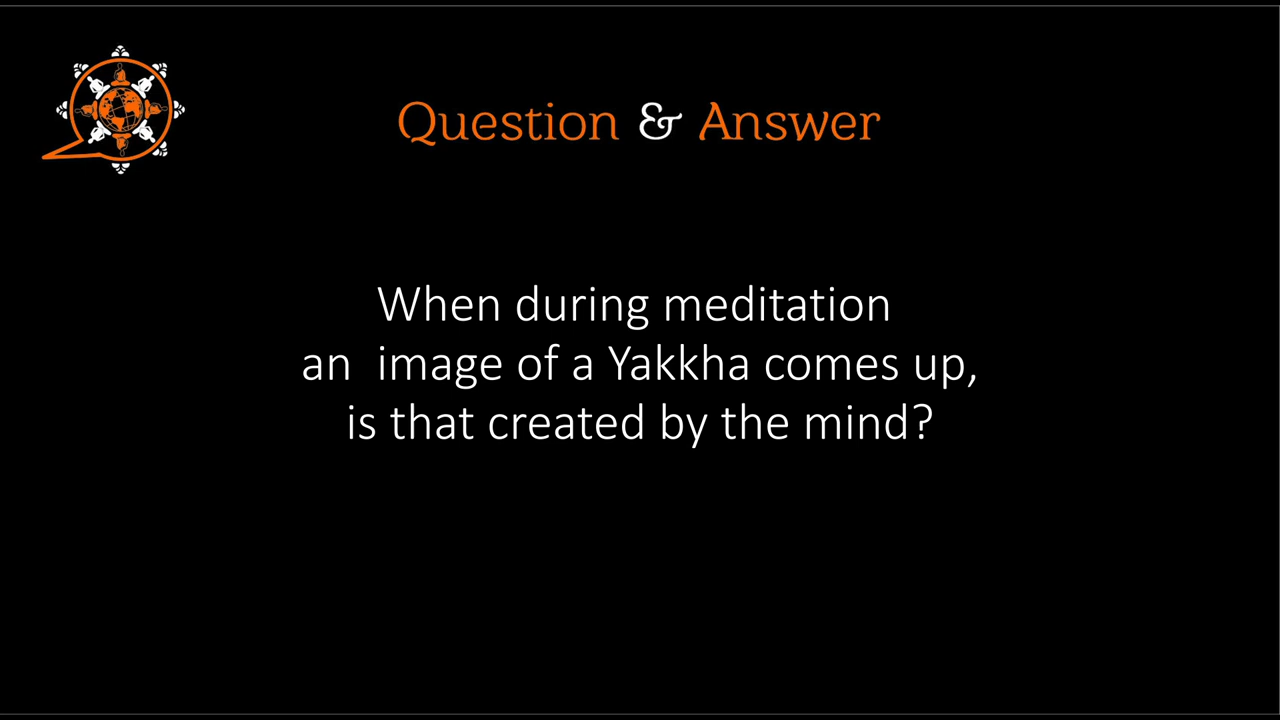 Question & Answer
When during meditation
an  image of a Yakkha comes up,
is that created by the mind?